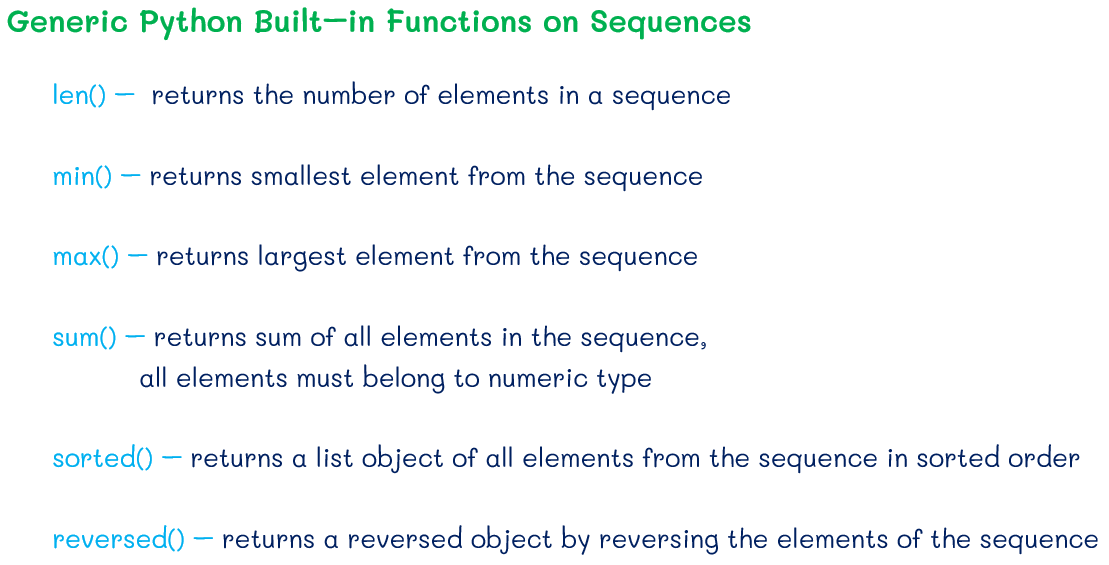 Generic Python Built-in Functions on Sequences
len() - returns the number of elements in a sequence
min() - returns smallest element from the sequence
max() - returns largest element from the sequence
sum() - returns sum of all elements in the sequence,
all elements must belong to numeric type
sorted() - returns a list object of all elements from the sequence in sorted order
reversed() - returns a reversed object by reversing the elements of the sequence